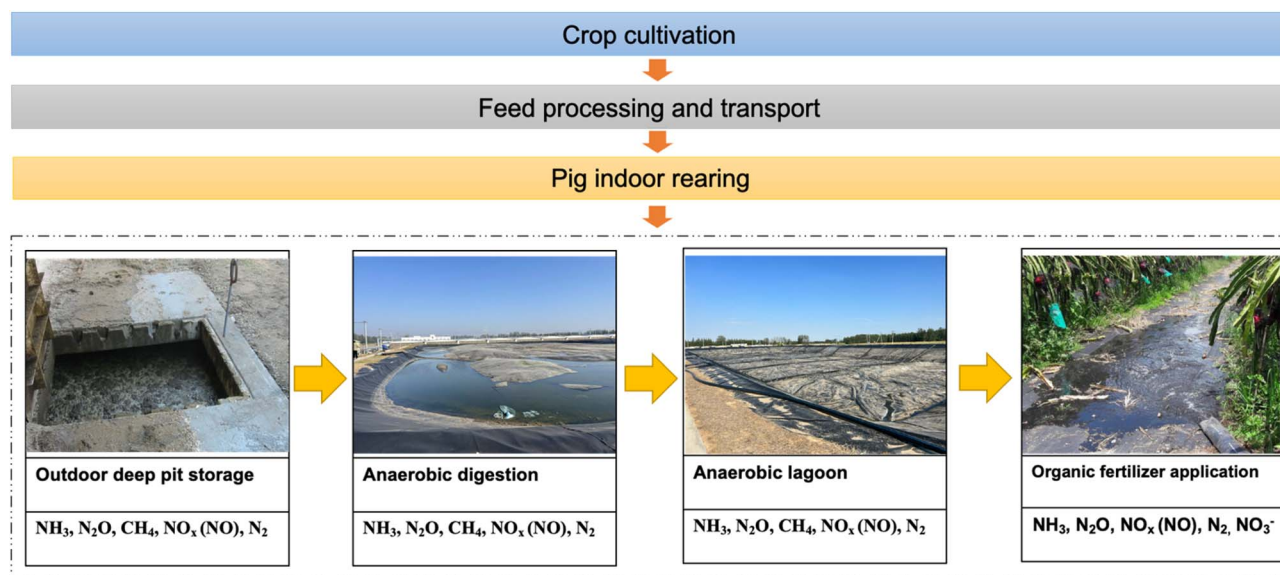 Crop cultivation
Feed processing and transport
Pig indoor rearing
Outdoor deep pit storage
NH₃, N₂O, CH₄, NOₓ (NO), N₂
Anaerobic digestion
NH₃, N₂O, CH₄, NOₓ (NO), N₂
Anaerobic lagoon
NH₃, N₂O, CH₄, NOₓ (NO), N₂
Organic fertilizer application
NH₃, N₂O, NOₓ (NO), N₂, NO₃⁻